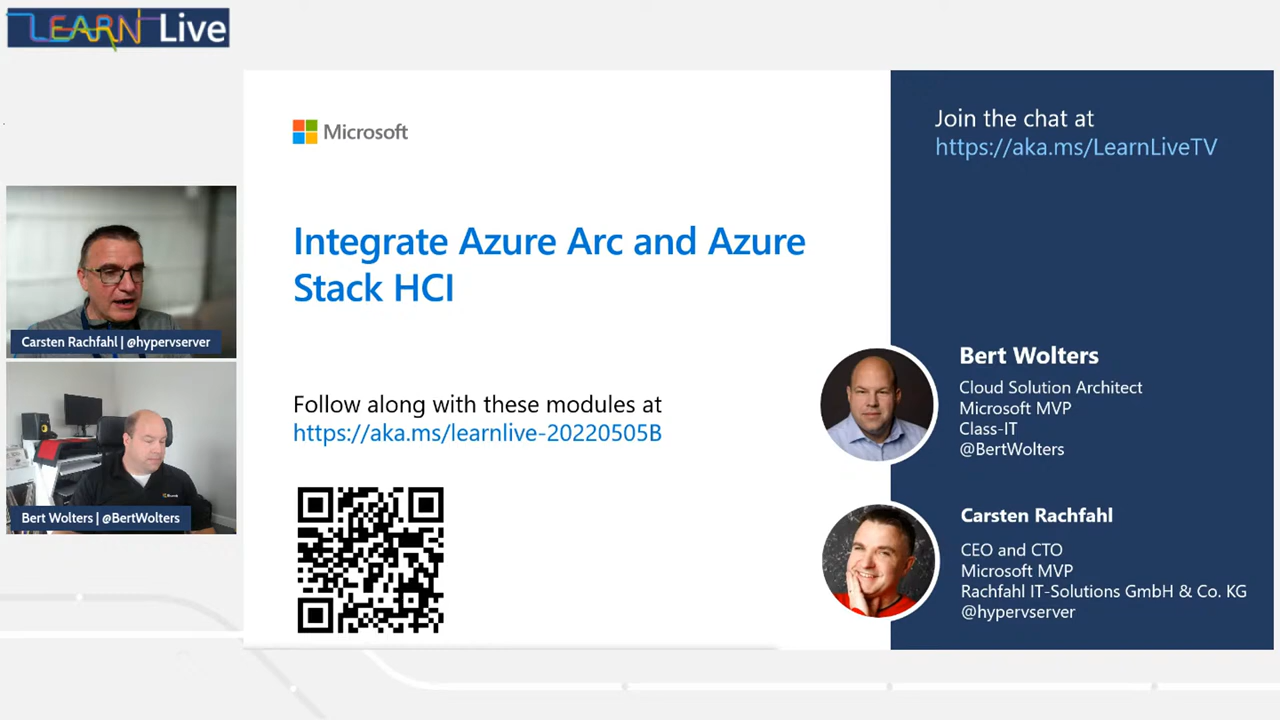 LEARN Live
Carsten Rachfahl | @hypervserver
Bert Wolters | @BertWolters
Microsoft
Integrate Azure Arc and Azure
Stack HCI
Follow along with these modules at
https://aka.ms/learnlive-20220505B
Join the chat at
https://aka.ms/LearnLiveTV
Bert Wolters
Cloud Solution Architect
Microsoft MVP
Class-IT
@BertWolters
Carsten Rachfahl
CEO and CTO
Microsoft MVP
Rachfahl IT-Solutions GmbH & Co. KG
@hypervserver